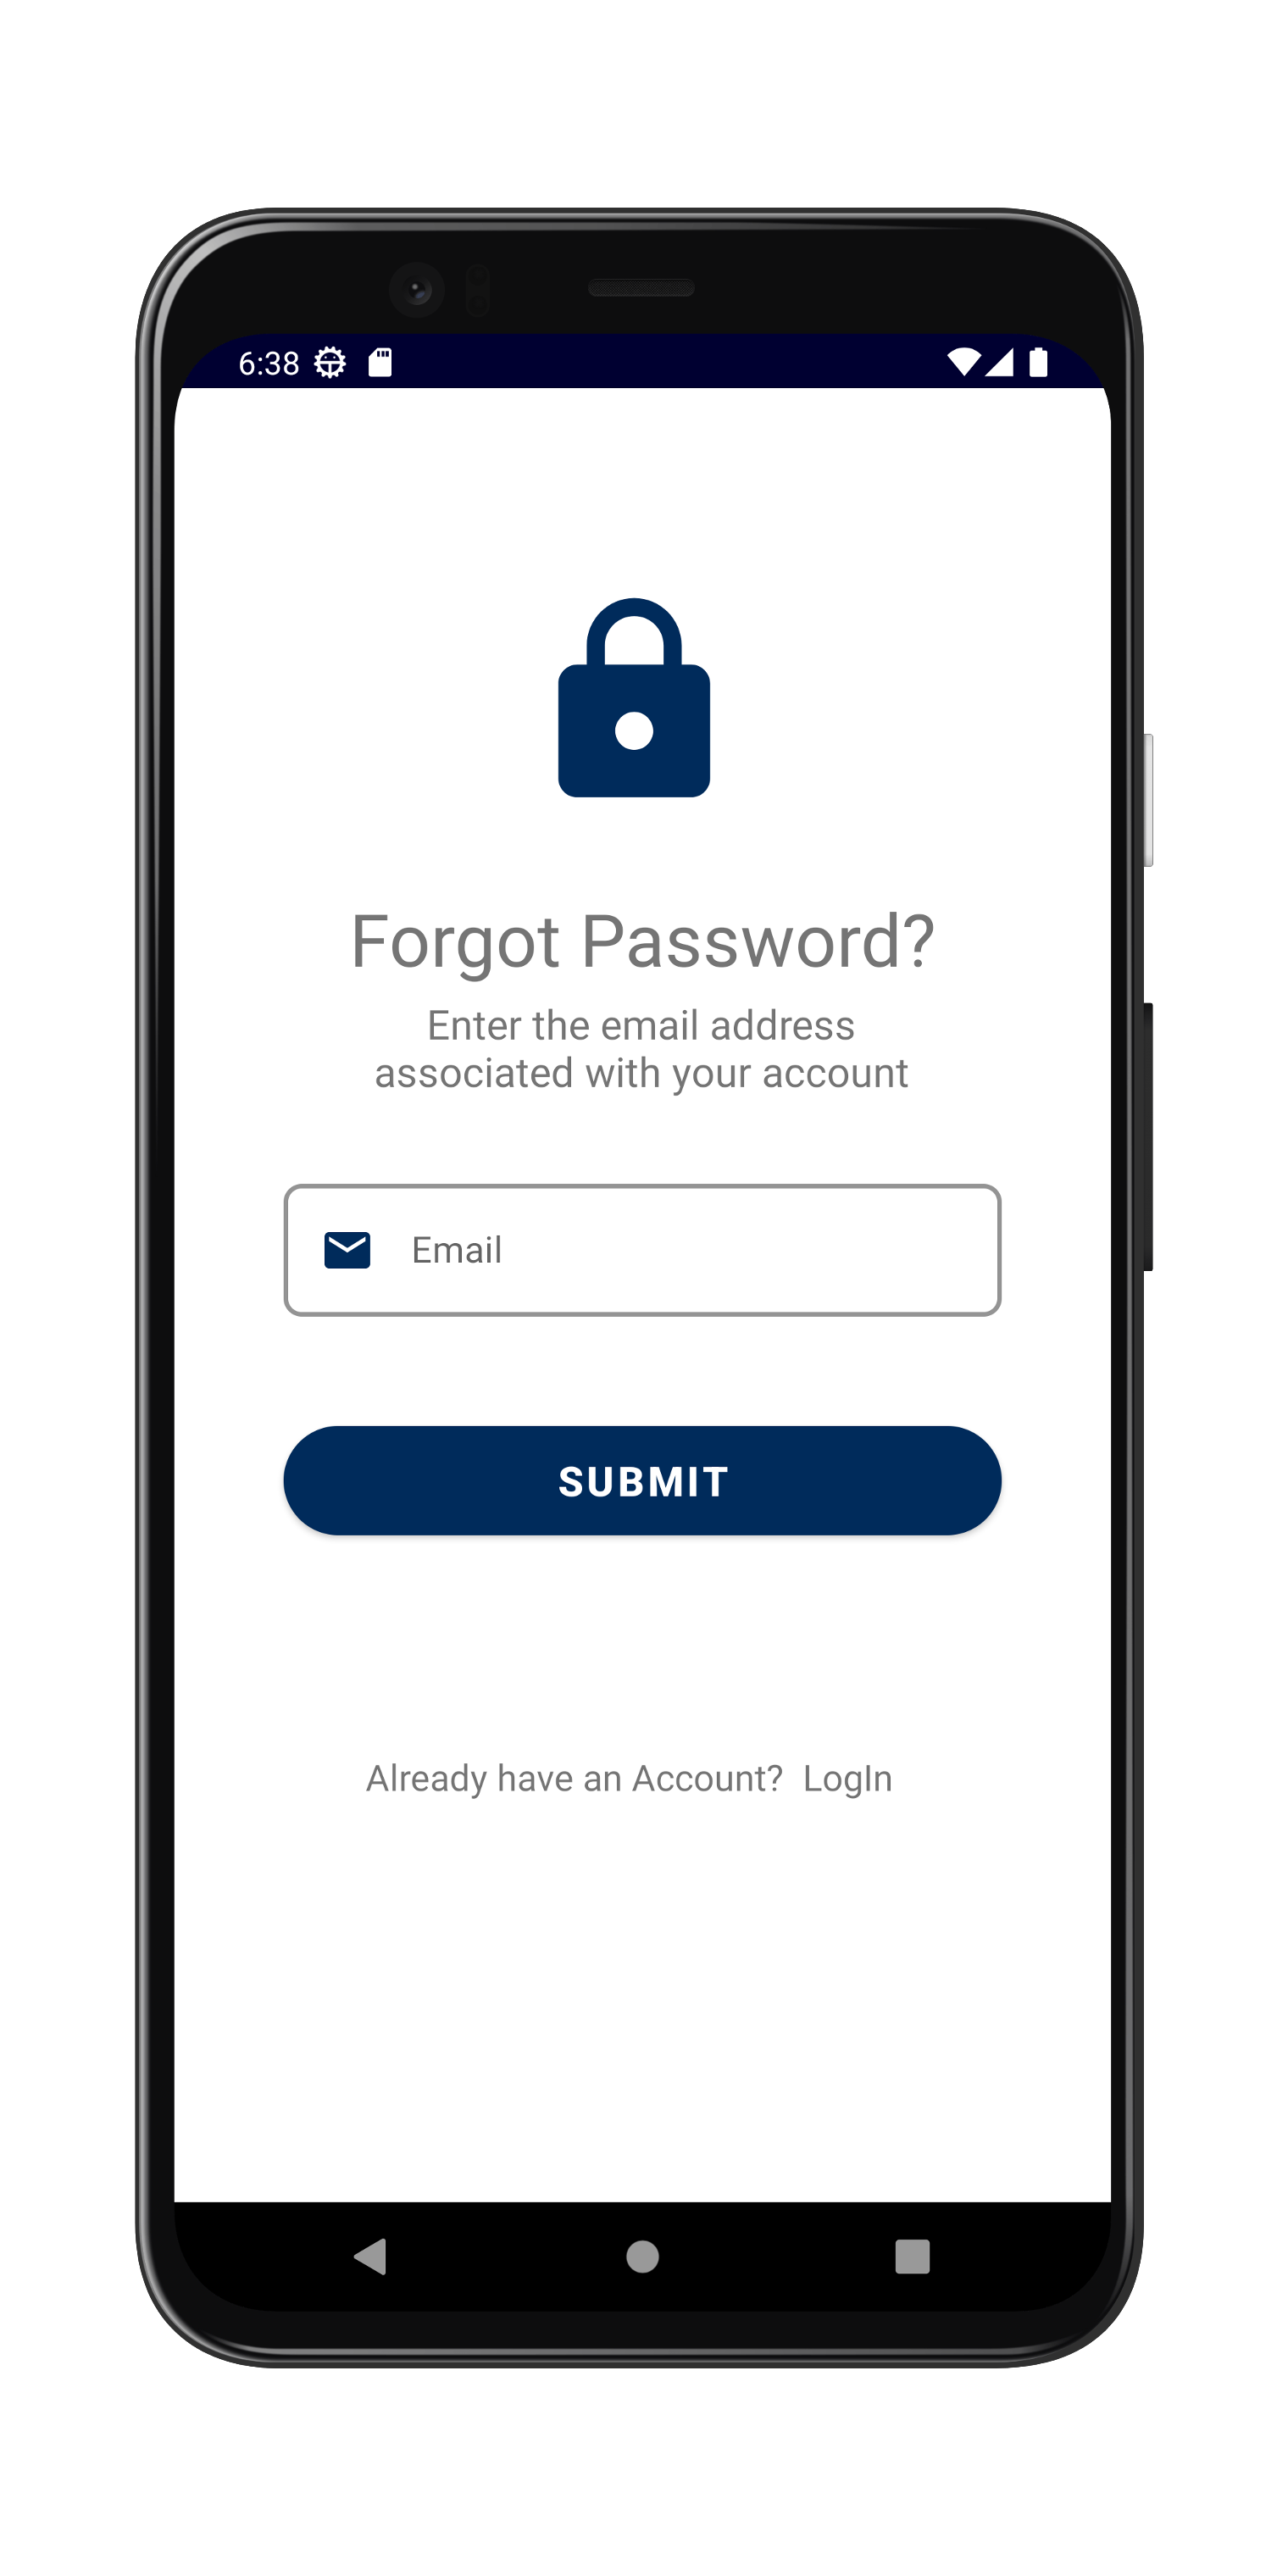 6:38
Forgot Password?
Enter the email address
associated with your account
Email
SUBMIT
Already have an Account? LogIn